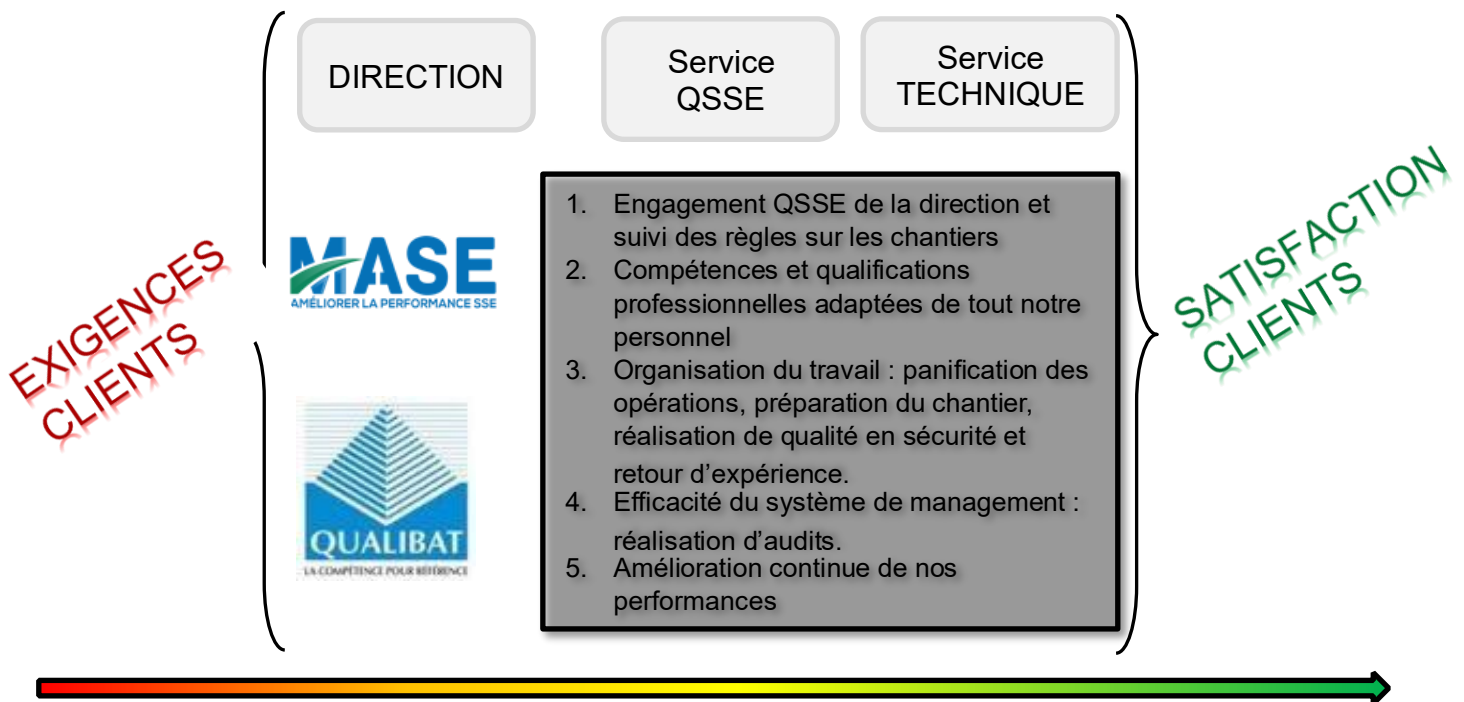 DIRECTION
Service
QSSE
Service
TECHNIQUE
EXIGENCES
CLIENTS
MASE
AMÉLIORER LA PERFORMANCE SSE
QUALIBAT
LA COMPÉTENCE POUR RÉFÉRENCE
1. Engagement QSSE de la direction et
suivi des règles sur les chantiers
2. Compétences et qualifications
professionnelles adaptées de tout notre
personnel
3. Organisation du travail : panification des
opérations, préparation du chantier,
réalisation de qualité en sécurité et
retour d’expérience.
4. Efficacité du système de management :
réalisation d’audits.
5. Amélioration continue de nos
performances
SATISFACTION
CLIENTS